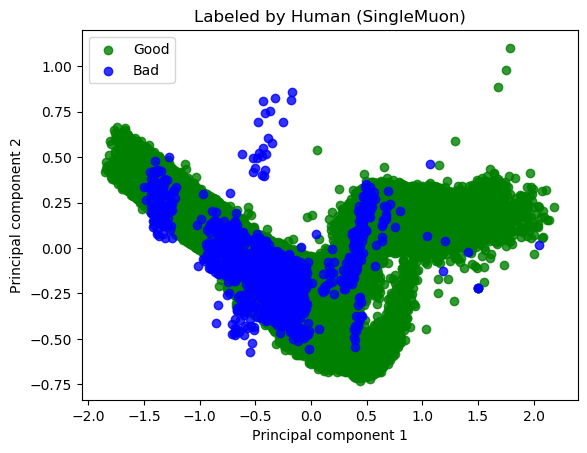 Labeled by Human (SingleMuon)
Good
Bad
Principal component 2
1.00
0.75
0.50
0.25
0.00
−0.25
−0.50
−0.75
−2.0 −1.5 −1.0 −0.5 0.0 0.5 1.0 1.5 2.0
Principal component 1